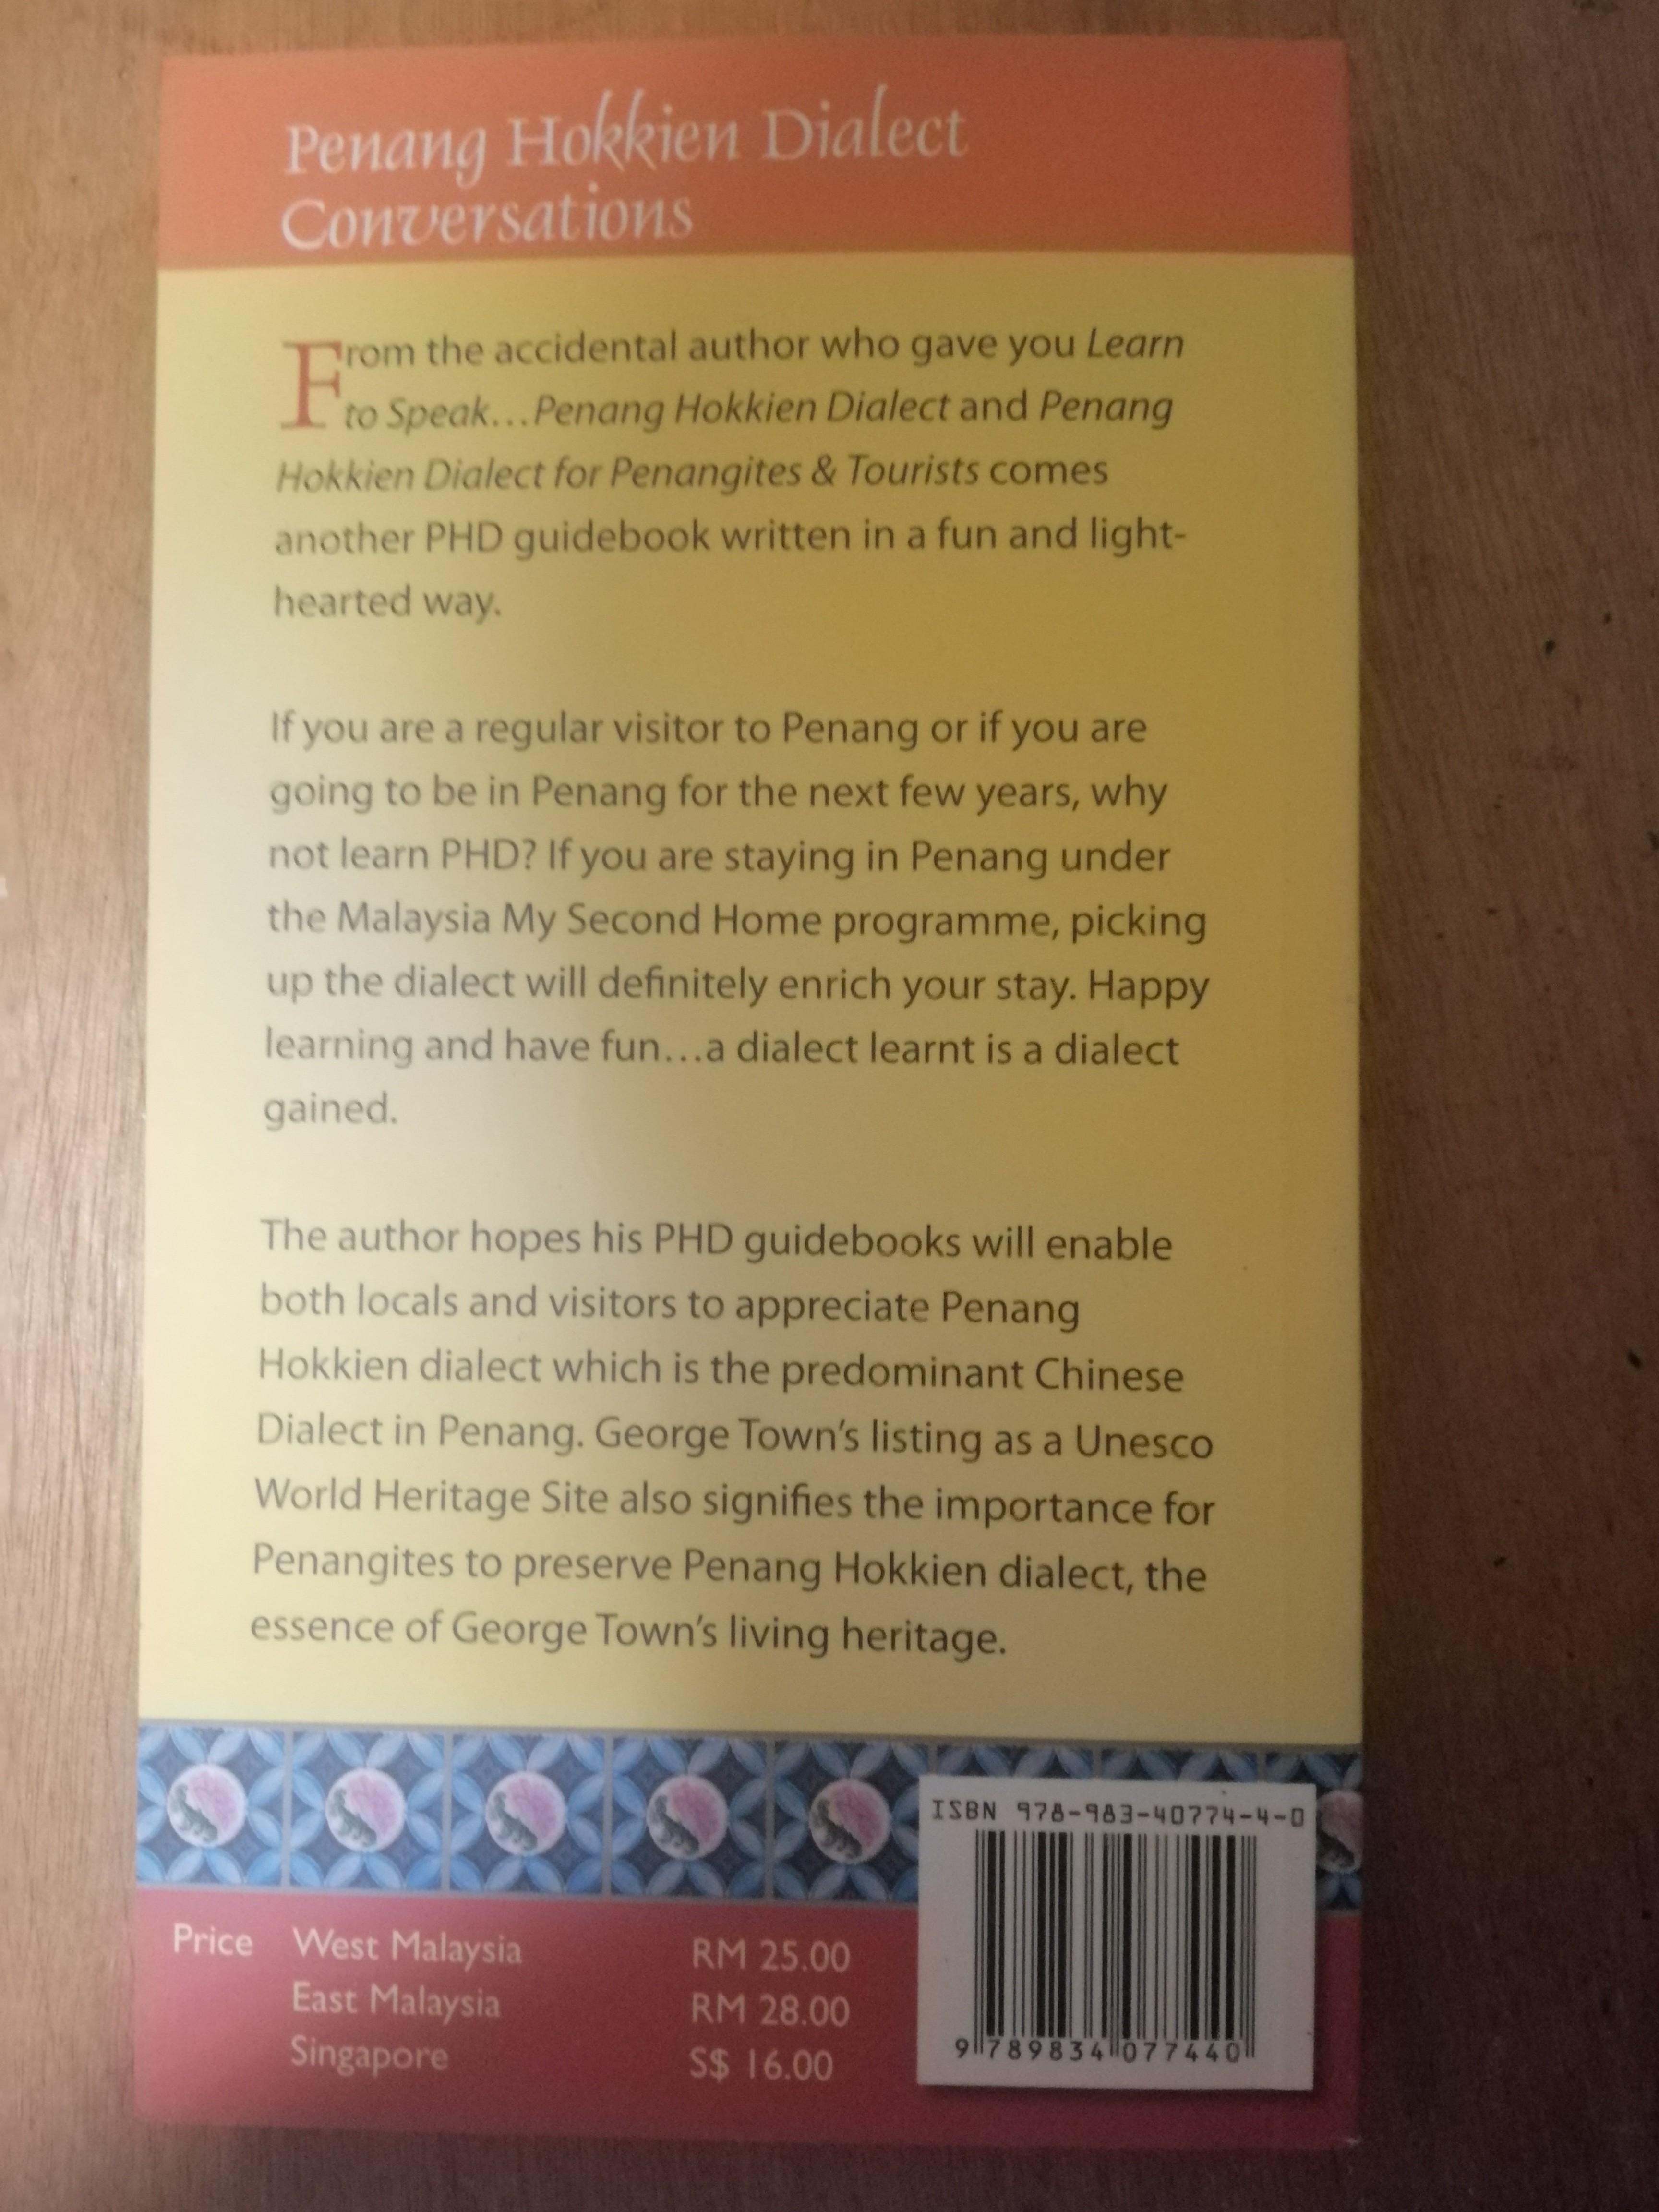 Penang Hokkien Dialect
Conversations
From the accidental author who gave you Learn
to Speak...Penang Hokkien Dialect and Penang
Hokkien Dialect for Penangites & Tourists comes
another PHD guidebook written in a fun and light-
hearted way.
If you are a regular visitor to Penang or if you are
going to be in Penang for the next few years, why
not learn PHD? If you are staying in Penang under
the Malaysia My Second Home programme, picking
up the dialect will definitely enrich your stay. Happy
learning and have fun...a dialect learnt is a dialect
gained.
The author hopes his PHD guidebooks will enable
both locals and visitors to appreciate Penang
Hokkien dialect which is the predominant Chinese
Dialect in Penang. George Town's listing as a Unesco
World Heritage Site also signifies the importance for
Penangites to preserve Penang Hokkien dialect, the
essence of George Town's living heritage.
ISBN 978-983-40774-4-0
9 789834 077440
Price West Malaysia RM 25.00
East Malaysia RM 28.00
Singapore S$ 16.00